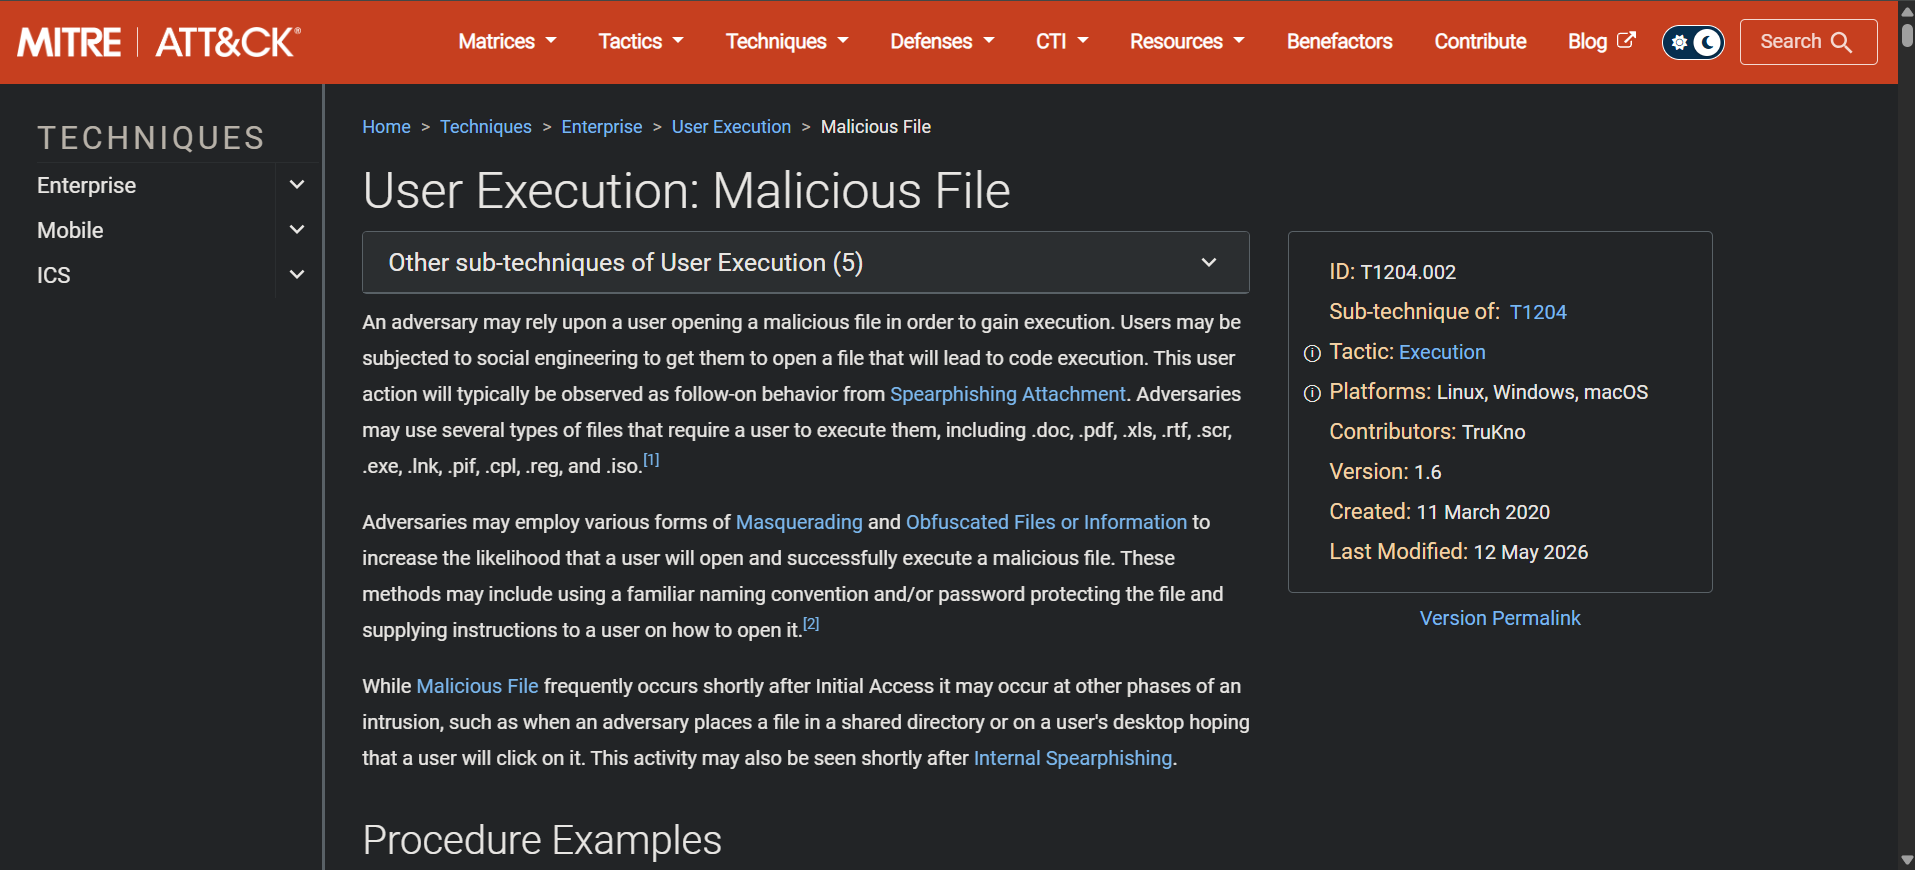 MITRE | ATT&CK®
Matrices
Tactics
Techniques
Defenses
CTI
Resources
Benefactors
Contribute
Blog
Search
TECHNIQUES
Enterprise
Mobile
ICS
Home > Techniques > Enterprise > User Execution > Malicious File
User Execution: Malicious File
Other sub-techniques of User Execution (5)
An adversary may rely upon a user opening a malicious file in order to gain execution. Users may be
subjected to social engineering to get them to open a file that will lead to code execution. This user
action will typically be observed as follow-on behavior from Spearphishing Attachment. Adversaries
may use several types of files that require a user to execute them, including .doc, .pdf, .xls, .rtf, .scr,
.exe, .lnk, .pif, .cpl, .reg, and .iso.[1]
Adversaries may employ various forms of Masquerading and Obfuscated Files or Information to
increase the likelihood that a user will open and successfully execute a malicious file. These
methods may include using a familiar naming convention and/or password protecting the file and
supplying instructions to a user on how to open it.[2]
While Malicious File frequently occurs shortly after Initial Access it may occur at other phases of an
intrusion, such as when an adversary places a file in a shared directory or on a user's desktop hoping
that a user will click on it. This activity may also be seen shortly after Internal Spearphishing.
Procedure Examples
ID: T1204.002
Sub-technique of: T1204
Tactic: Execution
Platforms: Linux, Windows, macOS
Contributors: TruKno
Version: 1.6
Created: 11 March 2020
Last Modified: 12 May 2026
Version Permalink